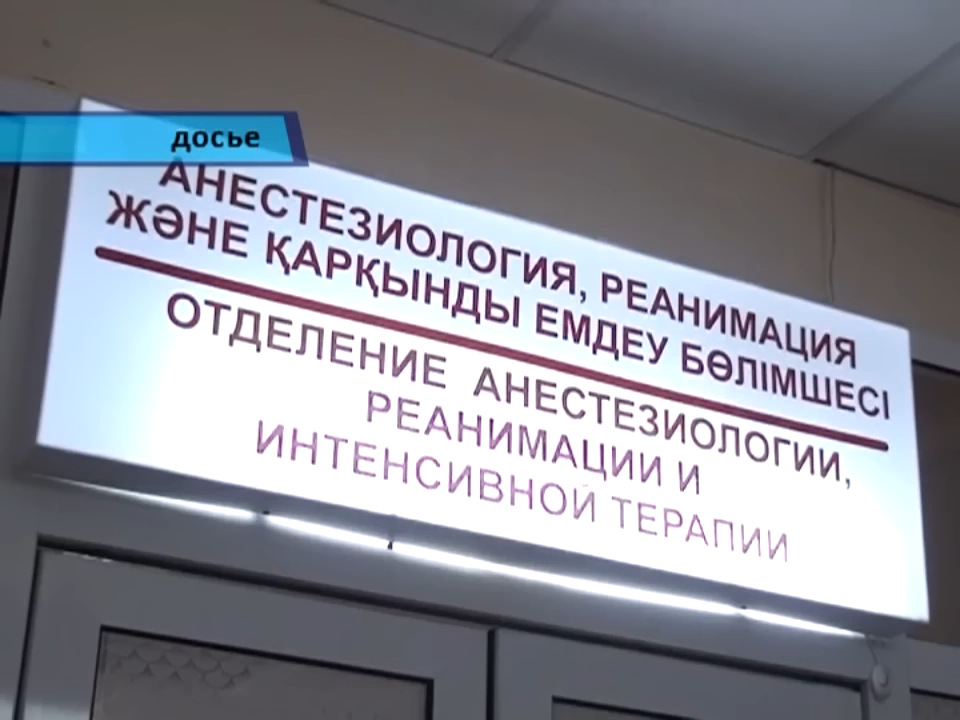 досье
АНЕСТЕЗИОЛОГИЯ, РЕАНИМАЦИЯ
ЖӘНЕ ҚАРҚЫНДЫ ЕМДЕУ БӨЛІМШЕСІ
ОТДЕЛЕНИЕ АНЕСТЕЗИОЛОГИИ,
РЕАНИМАЦИИ И
ИНТЕНСИВНОЙ ТЕРАПИИ